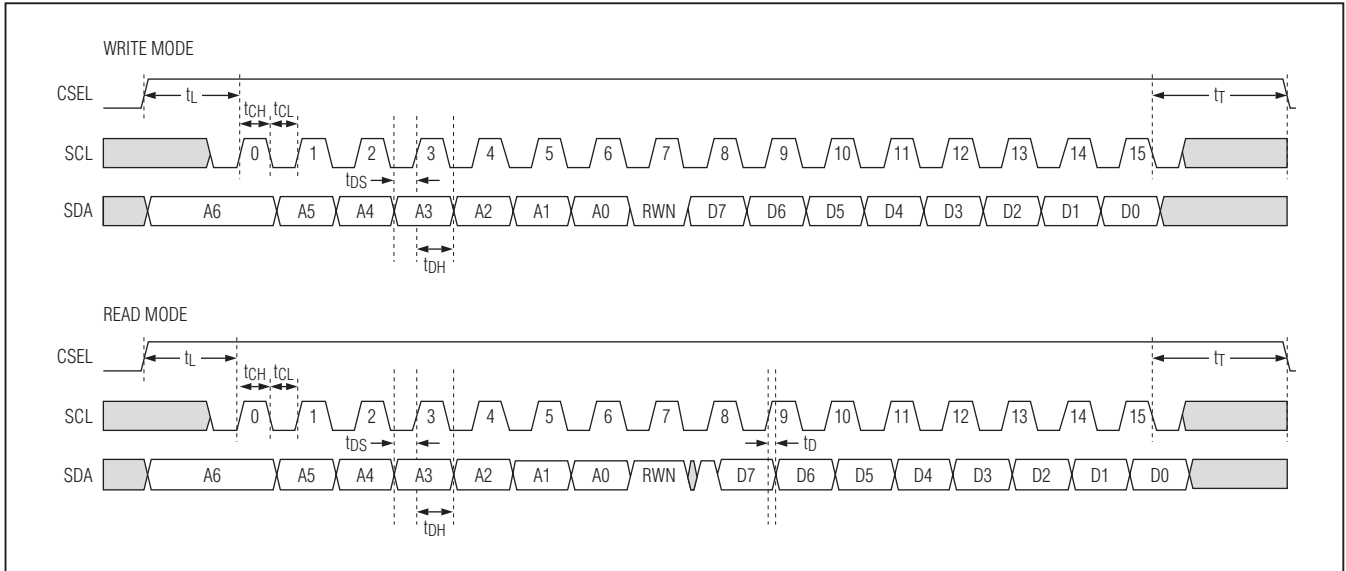 WRITE MODE
CSEL tL tT
tCH tCL
SCL 0 1 2 3 4 5 6 7 8 9 10 11 12 13 14 15
tDS
SDA A6 A5 A4 A3 A2 A1 A0 RWN D7 D6 D5 D4 D3 D2 D1 D0
tDH
READ MODE
CSEL tL tT
tCH tCL
SCL 0 1 2 3 4 5 6 7 8 9 10 11 12 13 14 15
tDS tD
SDA A6 A5 A4 A3 A2 A1 A0 RWN D7 D6 D5 D4 D3 D2 D1 D0
tDH